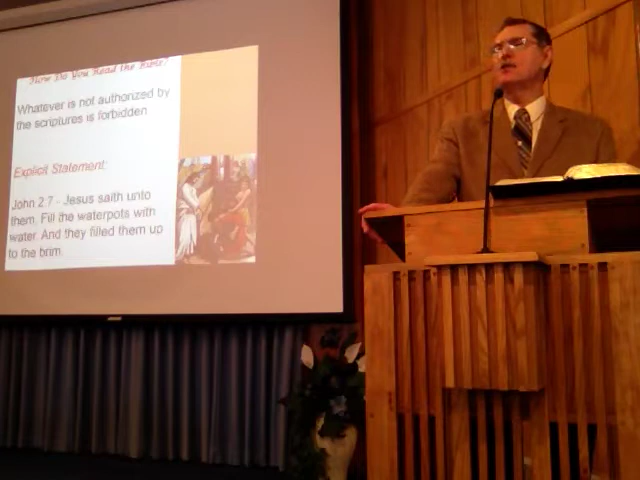 How Do You Read the Bible?
Whatever is not authorized by
the scriptures is forbidden
Explicit Statement:
John 2:7 - Jesus saith unto
them, Fill the waterpots with
water. And they filled them up
to the brim.